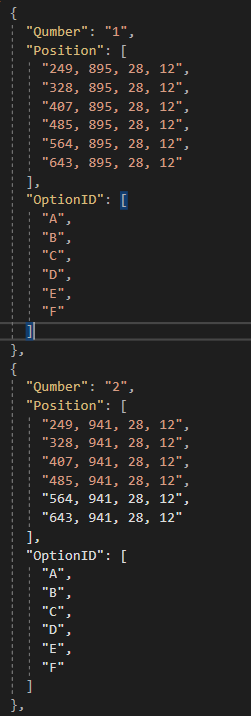 {
"Qumber": "1",
"Position": [
"249, 895, 28, 12",
"328, 895, 28, 12",
"407, 895, 28, 12",
"485, 895, 28, 12",
"564, 895, 28, 12",
"643, 895, 28, 12"
],
"OptionID": [
"A",
"B",
"C",
"D",
"E",
"F"
]
},
{
"Qumber": "2",
"Position": [
"249, 941, 28, 12",
"328, 941, 28, 12",
"407, 941, 28, 12",
"485, 941, 28, 12",
"564, 941, 28, 12",
"643, 941, 28, 12"
],
"OptionID": [
"A",
"B",
"C",
"D",
"E",
"F"
]
},